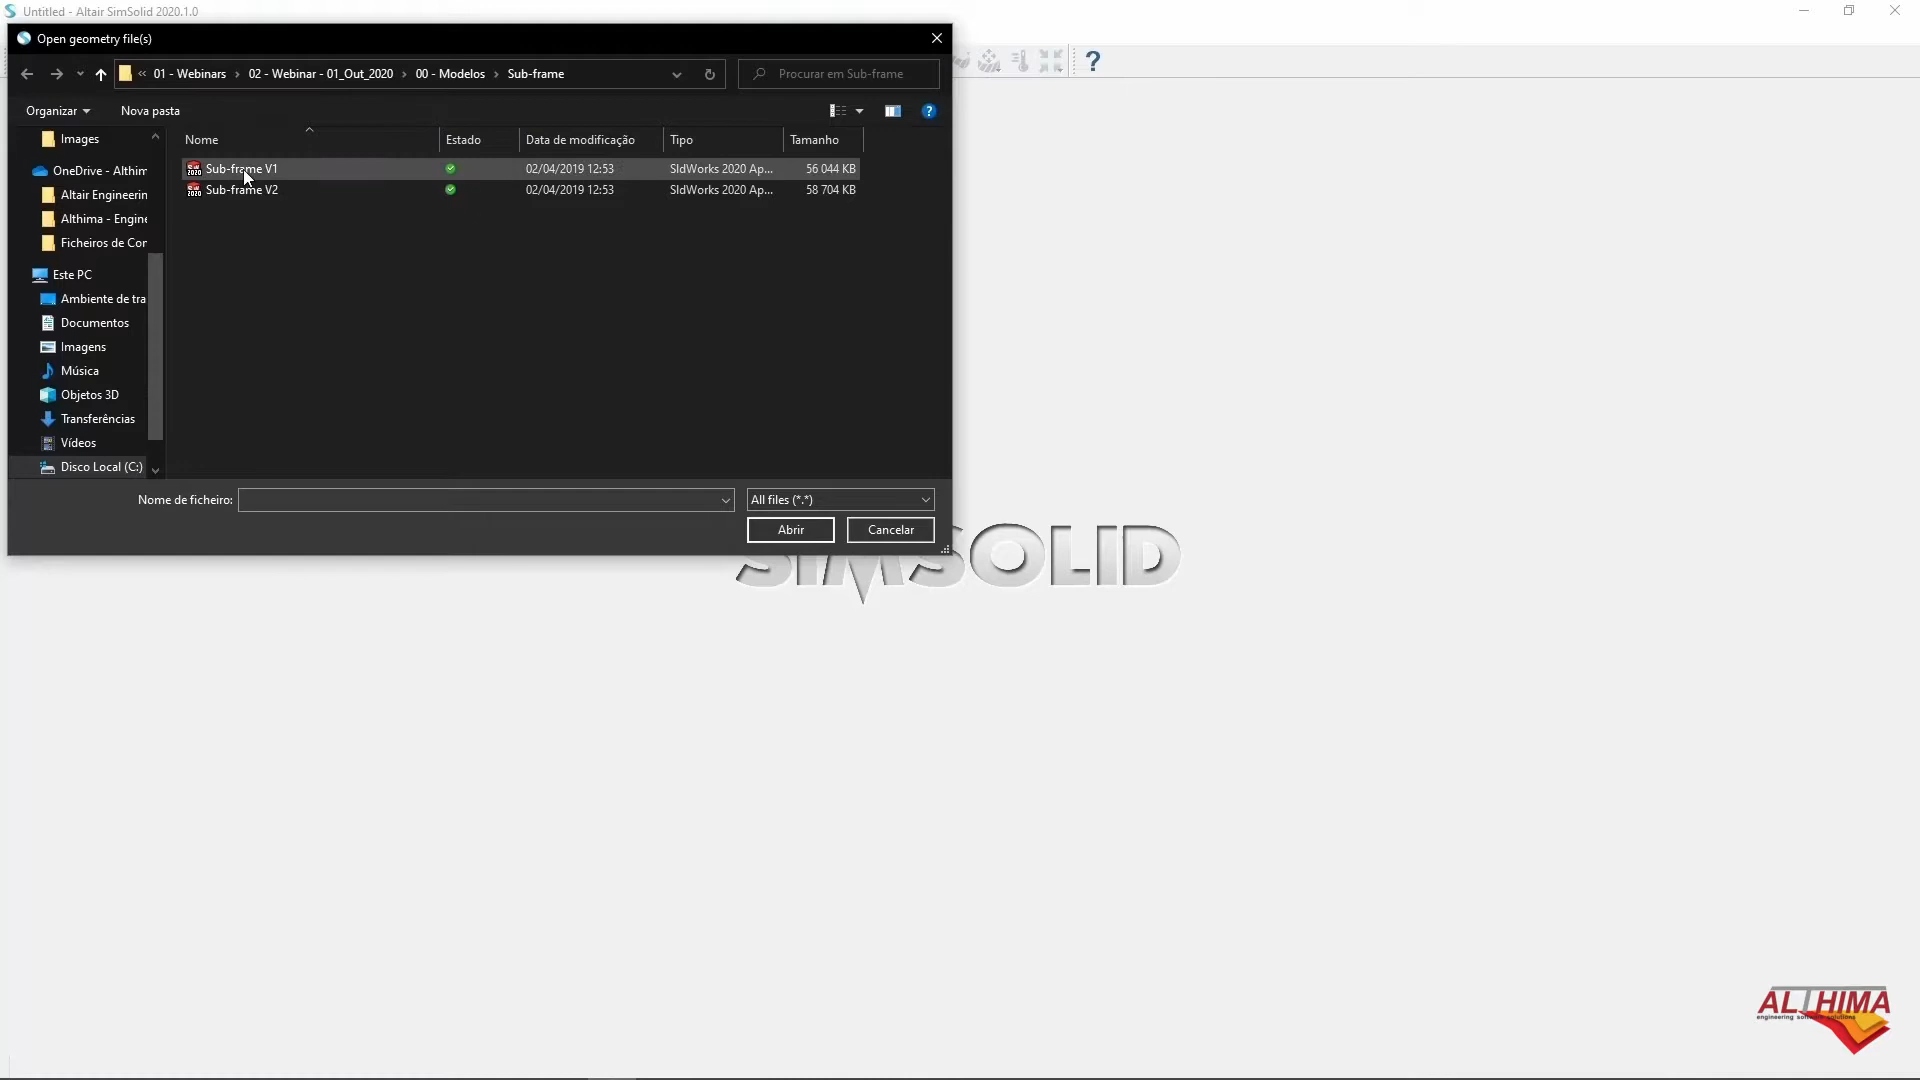 Untitled - Altair SimSolid 2020.1.0
Open geometry file(s)
« 01 - Webinars › 02 - Webinar - 01_Out_2020 › 00 - Modelos › Sub-frame
Procurar em Sub-frame
Organizar
Nova pasta
Images
OneDrive - Althim
Altair Engineerin
Althima - Engine
Ficheiros de Cor
Este PC
Ambiente de tra
Documentos
Imagens
Música
Objetos 3D
Transferências
Vídeos
Disco Local (C:)
Nome Estado Data de modificação Tipo Tamanho
Sub-frame V1 02/04/2019 12:53 SldWorks 2020 Ap... 56 044 KB
Sub-frame V2 02/04/2019 12:53 SldWorks 2020 Ap... 58 704 KB
Nome de ficheiro:
All files (*.*)
Abrir
Cancelar
SIMSOLID
ALTHIMA
engineering software solutions